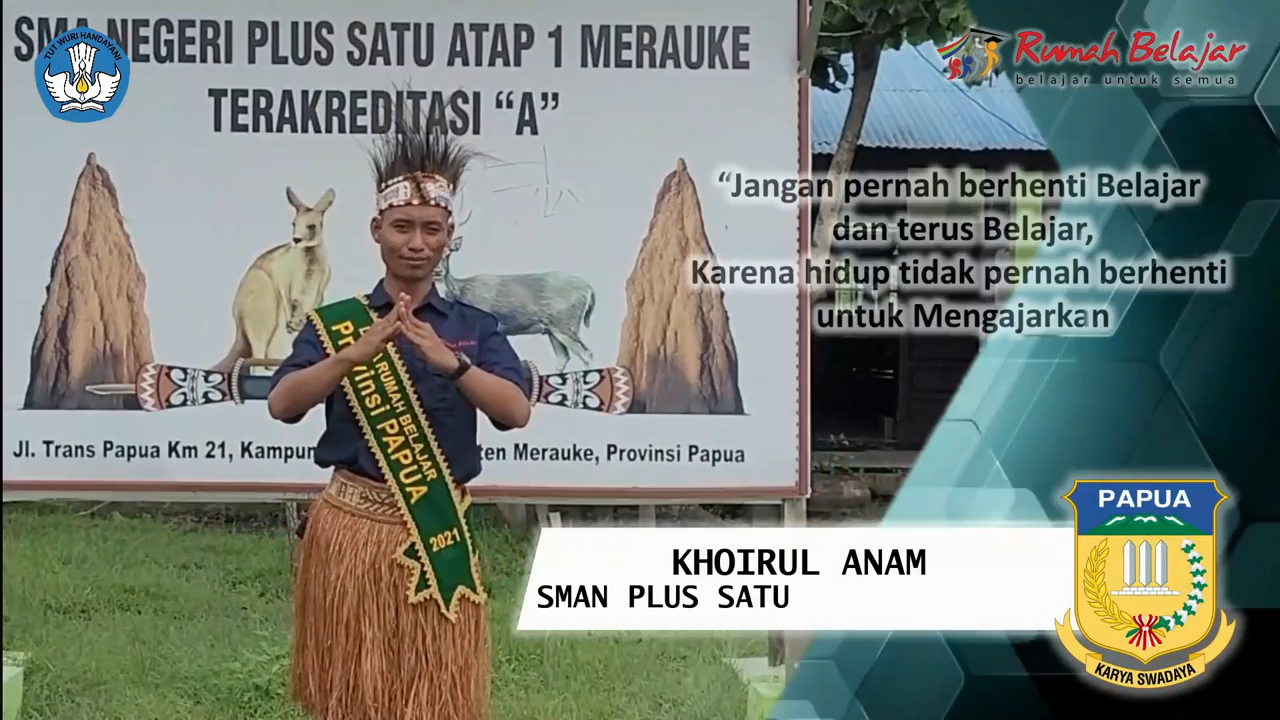 SMA NEGERI PLUS SATU ATAP 1 MERAUKE
TERAKREDITASI “A”
TUT WURI HANDAYANI
Rumah Belajar
belajar untuk semua
“Jangan pernah berhenti Belajar
dan terus Belajar,
Karena hidup tidak pernah berhenti
untuk Mengajarkan
Jl. Trans Papua Km 21, Kampun
ten Merauke, Provinsi Papua
RUMAH BELAJAR
Provinsi PAPUA
2021
KHOIRUL ANAM
SMAN PLUS SATU
PAPUA
KARYA SWADAYA